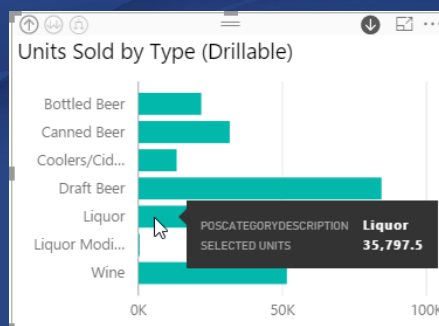 Units Sold by Type (Drillable)
Bottled Beer
Canned Beer
Coolers/Cid...
Draft Beer
Liquor
Liquor Modi...
Wine
POSCATEGORYDESCRIPTION Liquor
SELECTED UNITS 35,797.5
0K 50K 100K